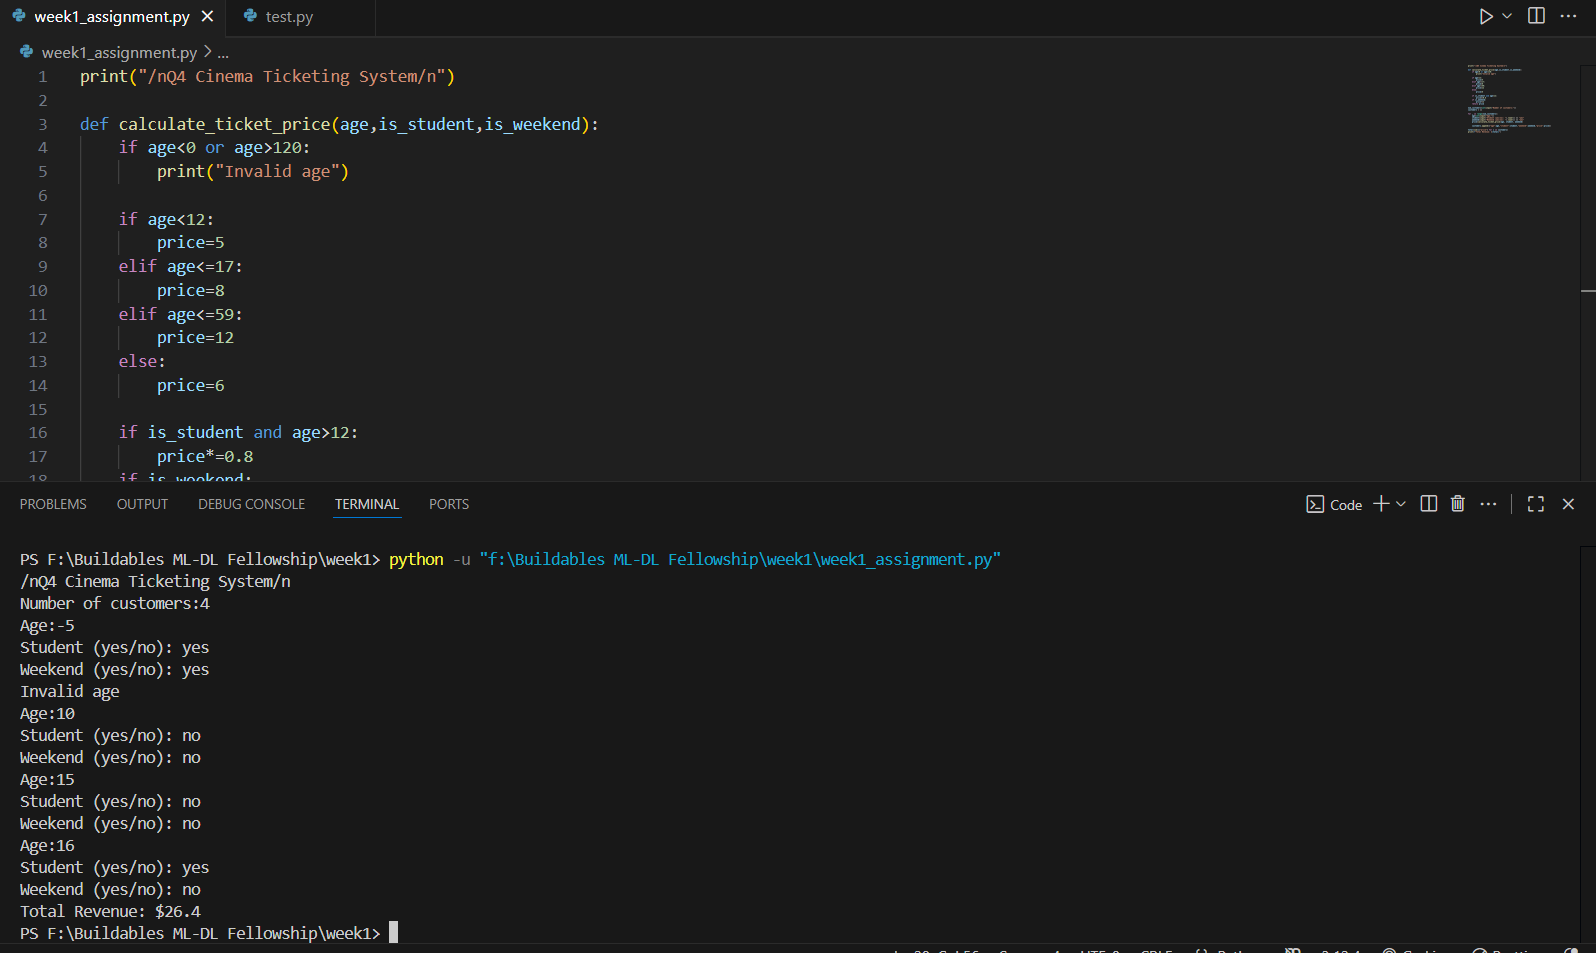 week1_assignment.py
test.py
week1_assignment.py > ...
1 print("/nQ4 Cinema Ticketing System/n")
2
3 def calculate_ticket_price(age,is_student,is_weekend):
4 if age<0 or age>120:
5 print("Invalid age")
6
7 if age<12:
8 price=5
9 elif age<=17:
10 price=8
11 elif age<=59:
12 price=12
13 else:
14 price=6
15
16 if is_student and age>12:
17 price*=0.8
18 if is_weekend:
PROBLEMS OUTPUT DEBUG CONSOLE TERMINAL PORTS Code
PS F:\Buildables ML-DL Fellowship\week1> python -u "f:\Buildables ML-DL Fellowship\week1\week1_assignment.py"
/nQ4 Cinema Ticketing System/n
Number of customers:4
Age:-5
Student (yes/no): yes
Weekend (yes/no): yes
Invalid age
Age:10
Student (yes/no): no
Weekend (yes/no): no
Age:15
Student (yes/no): no
Weekend (yes/no): no
Age:16
Student (yes/no): yes
Weekend (yes/no): no
Total Revenue: $26.4
PS F:\Buildables ML-DL Fellowship\week1>